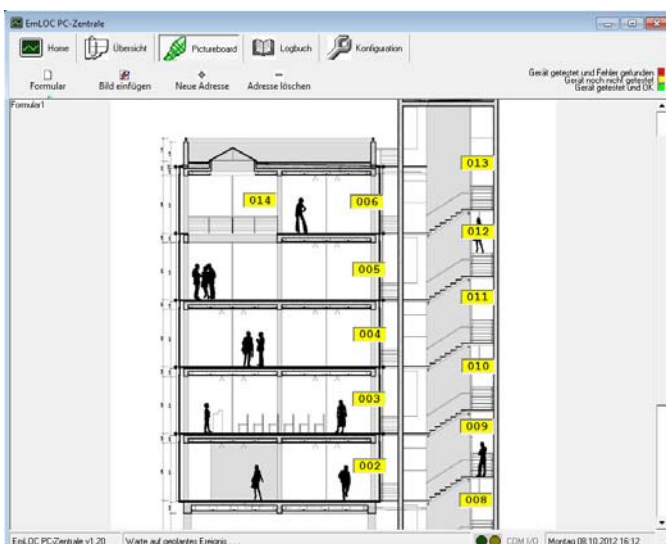 EmLOC PC-Zentrale
Home Übersicht Pictureboard Logbuch Konfiguration
Formular Bild einfügen Neue Adresse Adresse löschen
Gerät getestet und Fehler gefunden
Gerät noch nicht getestet
Gerät getestet und OK
Formular1
013
014 006
012
005
011
004
010
003
009
002
008
EmLOC PC-Zentrale v1.20 Warte auf geplantes Ereignis . . . COM I/O Montag 08.10.2012 16:12